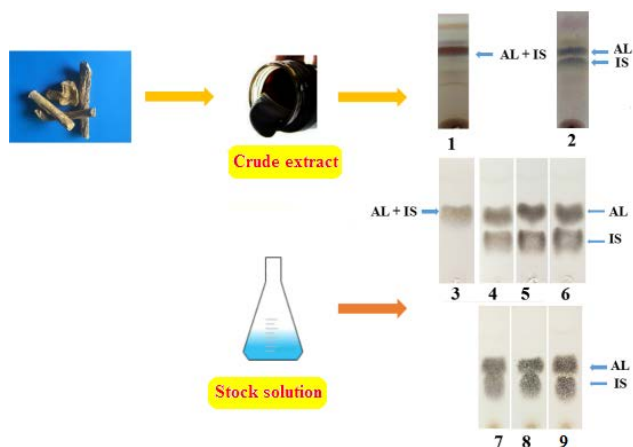 AL + IS
AL
IS
1
2
Crude extract
AL + IS
AL
IS
3 4 5 6
Stock solution
AL
IS
7 8 9